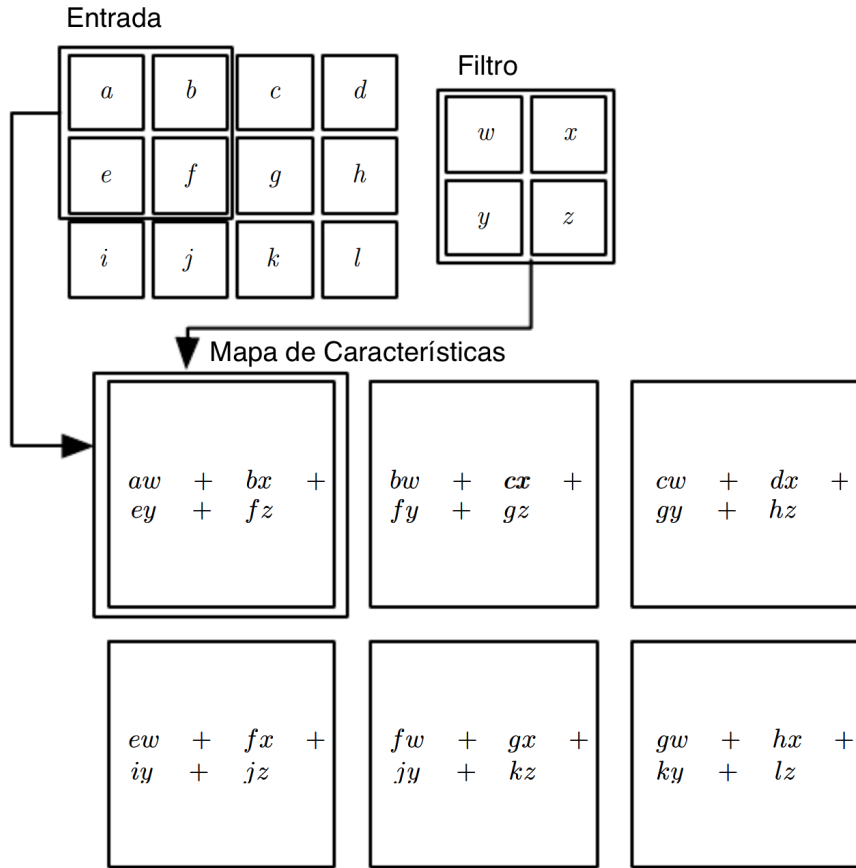 Entrada
a b c d
e f g h
i j k l
Filtro
w x
y z
Mapa de Características
aw + bx +
ey + fz
bw + cx +
fy + gz
cw + dx +
gy + hz
ew + fx +
iy + jz
fw + gx +
jy + kz
gw + hx +
ky + lz